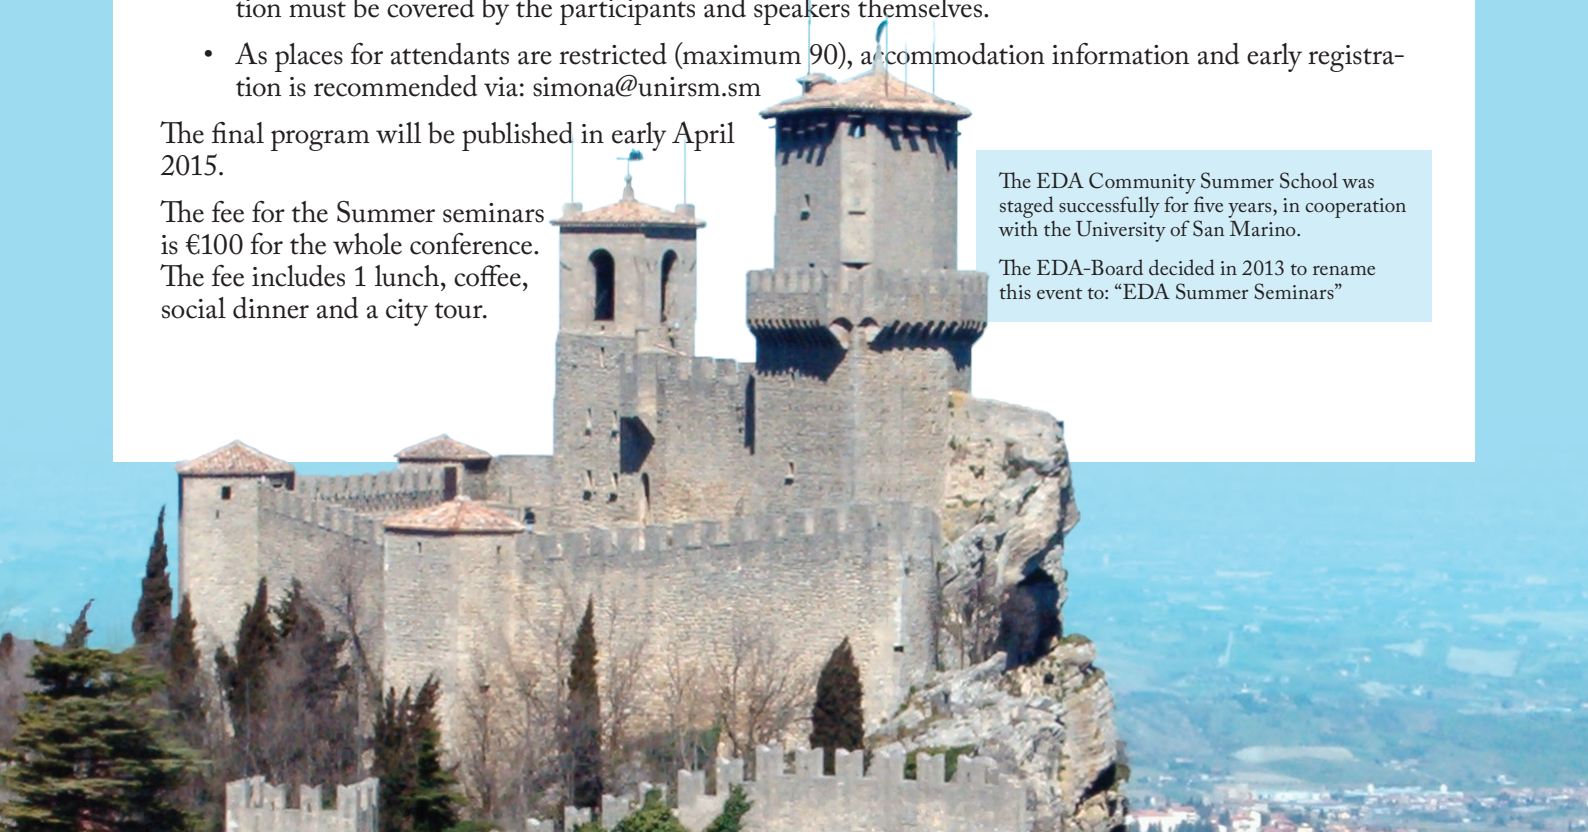 tion must be covered by the participants and speakers themselves.
• As places for attendants are restricted (maximum 90), accommodation information and early registra-
tion is recommended via: simona@unirsm.sm
The final program will be published in early April
2015.
The fee for the Summer seminars
is €100 for the whole conference.
The fee includes 1 lunch, coffee,
social dinner and a city tour.
The EDA Community Summer School was
staged successfully for five years, in cooperation
with the University of San Marino.
The EDA-Board decided in 2013 to rename
this event to: “EDA Summer Seminars”